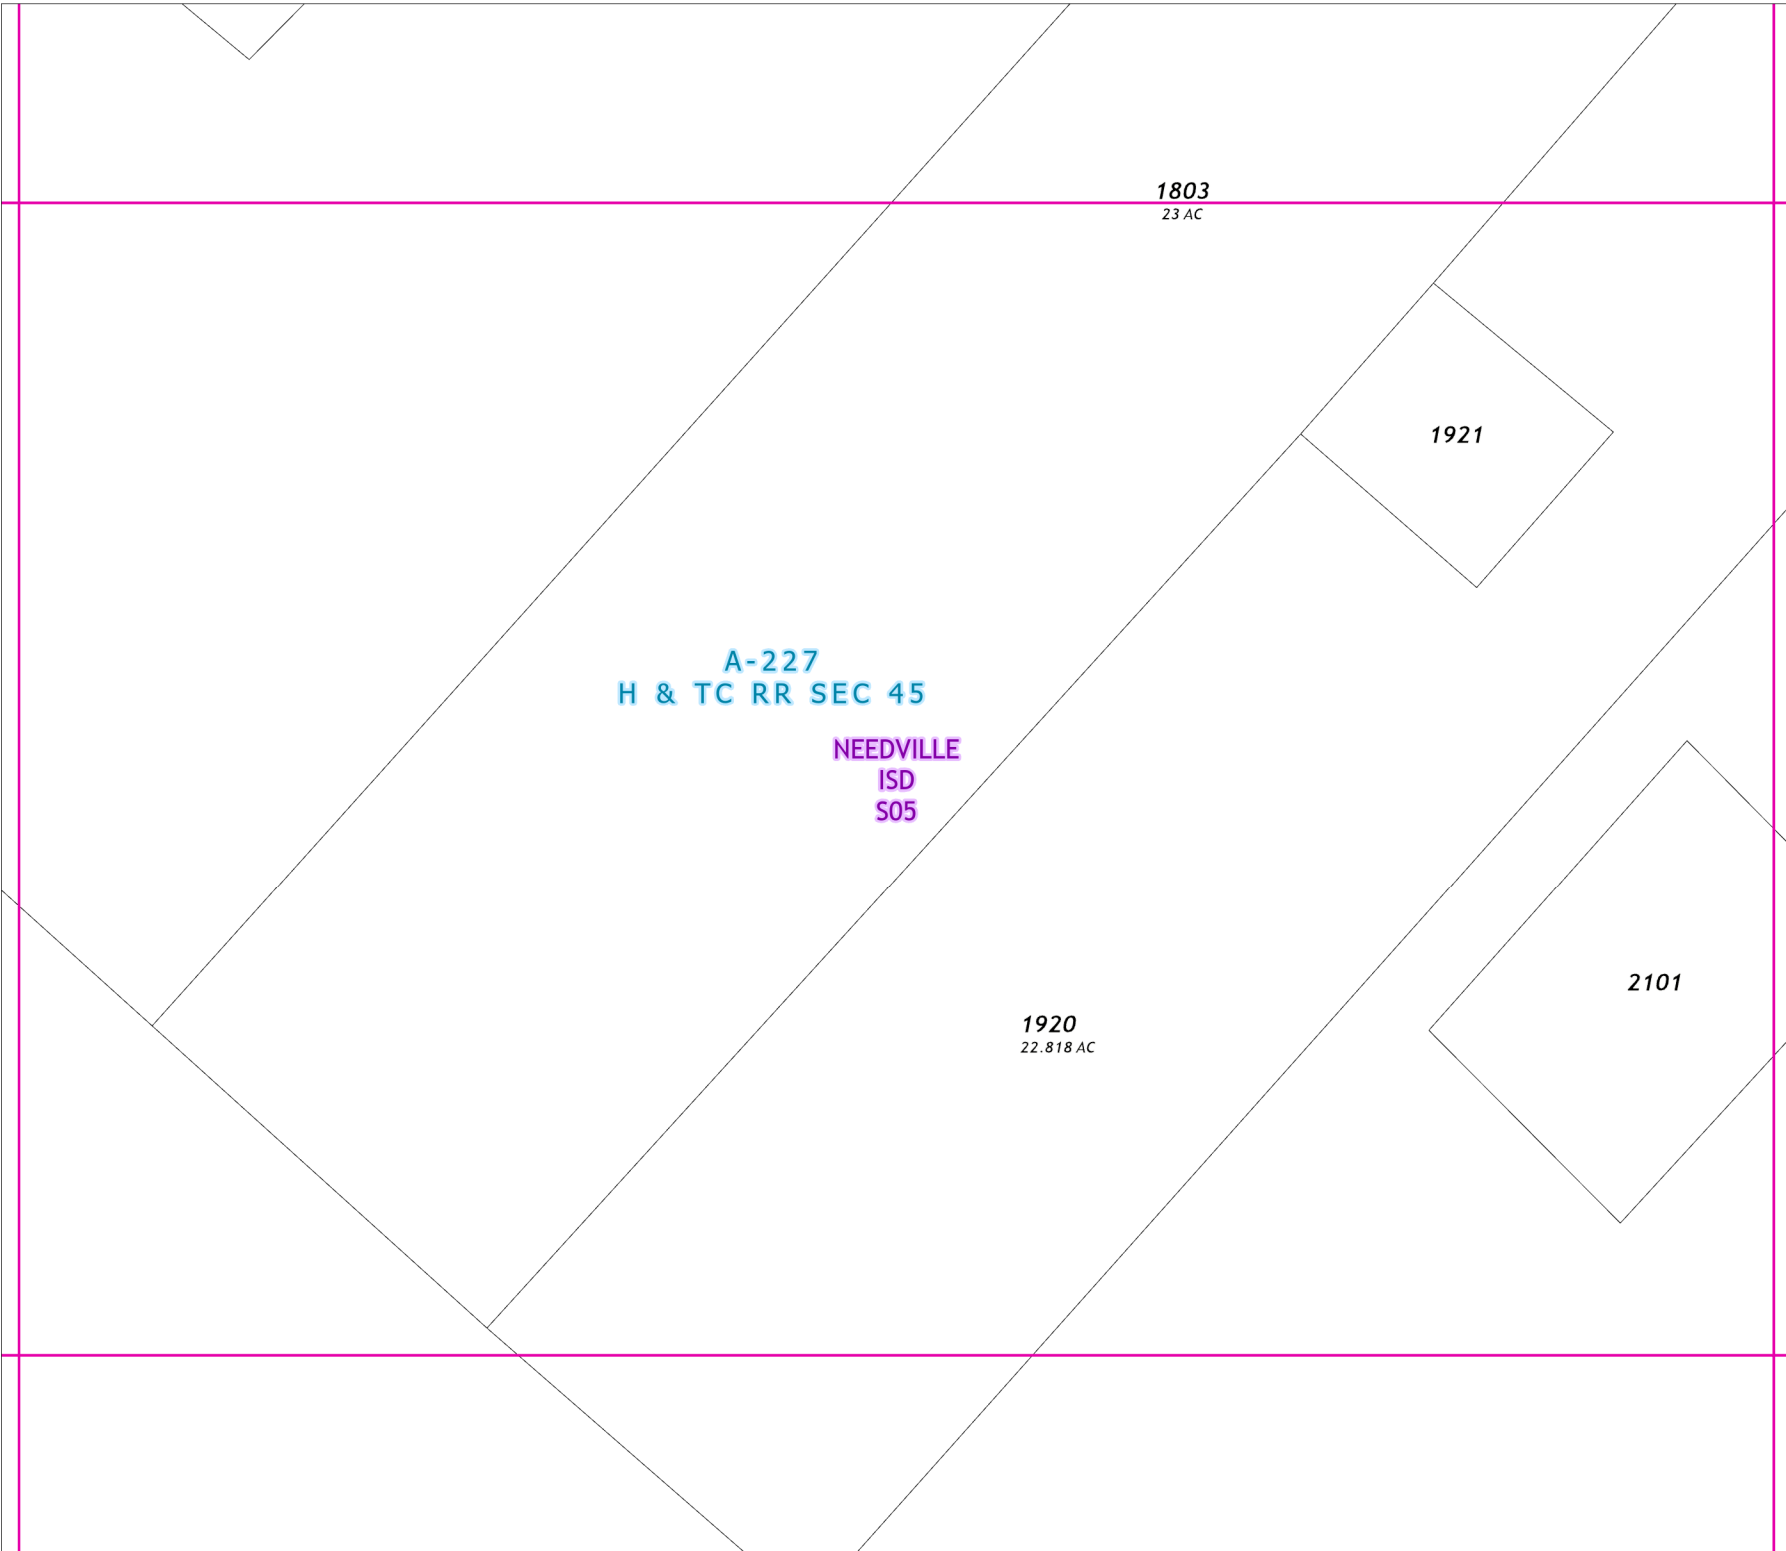 1803
23 AC
1921
A-227
H & TC RR SEC 45
NEEDVILLE
ISD
S05
2101
1920
22.818 AC